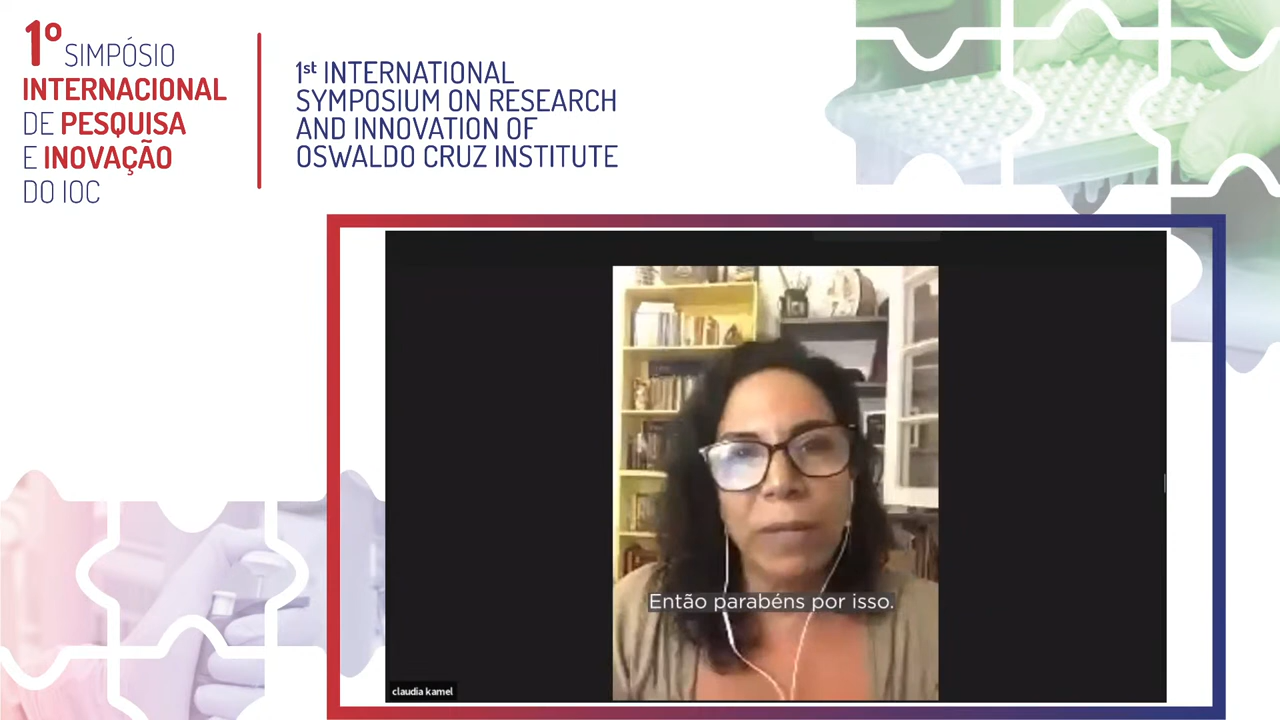 1º SIMPÓSIO
INTERNACIONAL
DE PESQUISA
E INOVAÇÃO
DO IOC
1st INTERNATIONAL
SYMPOSIUM ON RESEARCH
AND INNOVATION OF
OSWALDO CRUZ INSTITUTE
Então parabéns por isso.
claudia kamel